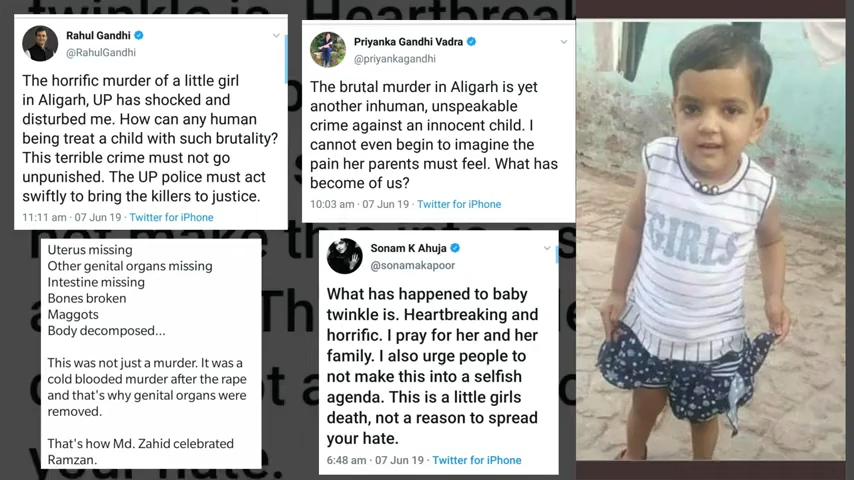 Rahul Gandhi
@RahulGandhi
The horrific murder of a little girl
in Aligarh, UP has shocked and
disturbed me. How can any human
being treat a child with such brutality?
This terrible crime must not go
unpunished. The UP police must act
swiftly to bring the killers to justice.
11:11 am · 07 Jun 19 · Twitter for iPhone
Priyanka Gandhi Vadra
@priyankagandhi
The brutal murder in Aligarh is yet
another inhuman, unspeakable
crime against an innocent child. I
cannot even begin to imagine the
pain her parents must feel. What has
become of us?
10:03 am · 07 Jun 19 · Twitter for iPhone
Uterus missing
Other genital organs missing
Intestine missing
Bones broken
Maggots
Body decomposed...
This was not just a murder. It was a
cold blooded murder after the rape
and that's why genital organs were
removed.
That's how Md. Zahid celebrated
Ramzan.
Sonam K Ahuja
@sonamakapoor
What has happened to baby
twinkle is. Heartbreaking and
horrific. I pray for her and her
family. I also urge people to
not make this into a selfish
agenda. This is a little girls
death, not a reason to spread
your hate.
6:48 am · 07 Jun 19 · Twitter for iPhone
GIRLS